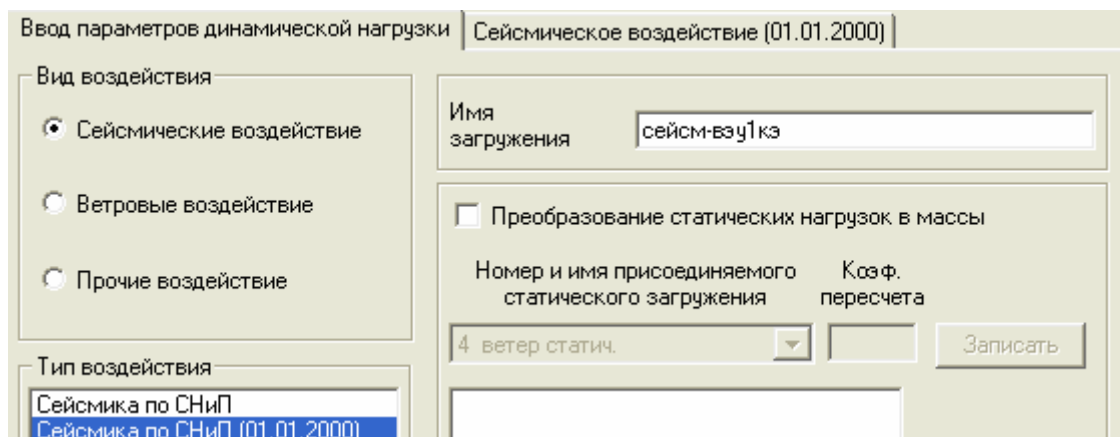 Ввод параметров динамической нагрузки
Сейсмическое воздействие (01.01.2000)
Вид воздействия
Сейсмические воздействие
Ветровые воздействие
Прочие воздействие
Имя
загружения
сейсм-вэу1кэ
Преобразование статических нагрузок в массы
Номер и имя присоединяемого
статического загружения
Коэф.
пересчета
4 ветер статич.
Записать
Тип воздействия
Сейсмика по СНиП
Сейсмика по СНиП (01.01.2000)